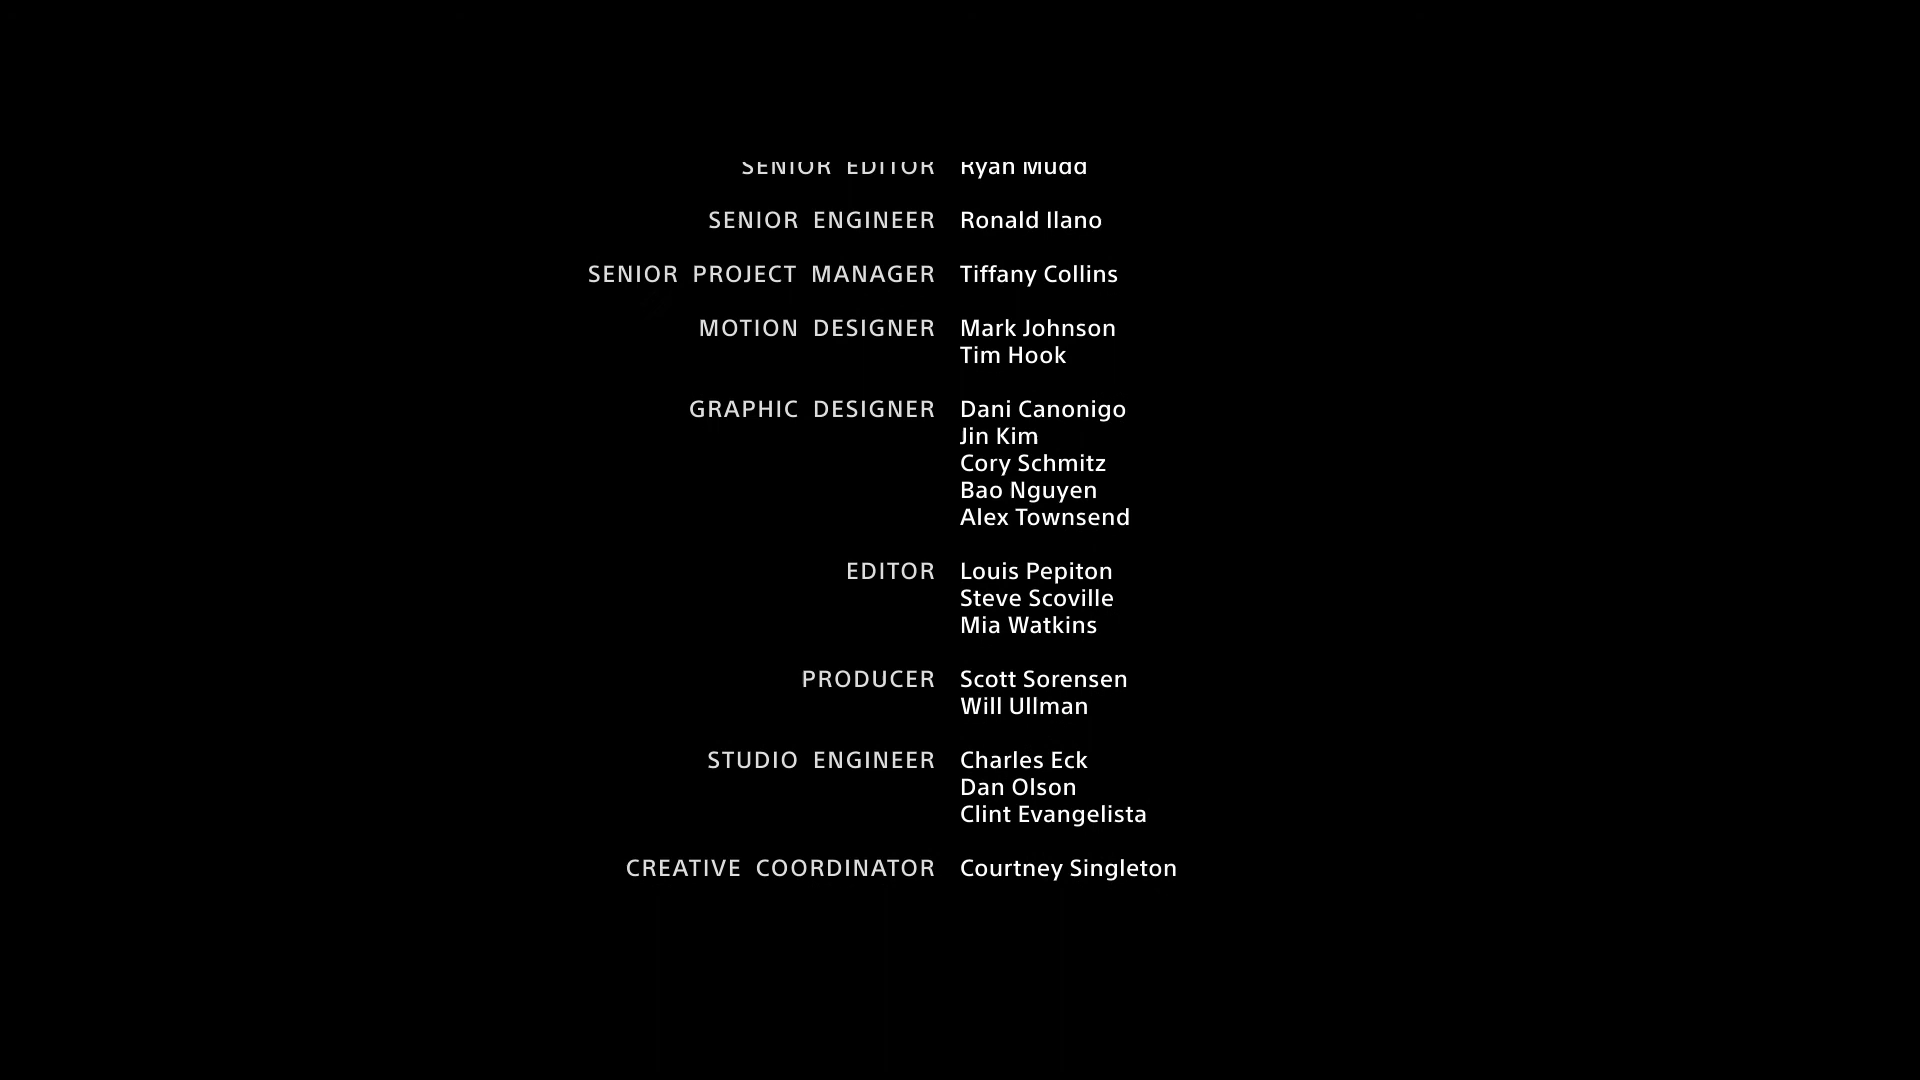 SENIOR EDITOR Ryan Mudd
SENIOR ENGINEER Ronald Ilano
SENIOR PROJECT MANAGER Tiffany Collins
MOTION DESIGNER Mark Johnson
Tim Hook
GRAPHIC DESIGNER Dani Canonigo
Jin Kim
Cory Schmitz
Bao Nguyen
Alex Townsend
EDITOR Louis Pepiton
Steve Scoville
Mia Watkins
PRODUCER Scott Sorensen
Will Ullman
STUDIO ENGINEER Charles Eck
Dan Olson
Clint Evangelista
CREATIVE COORDINATOR Courtney Singleton